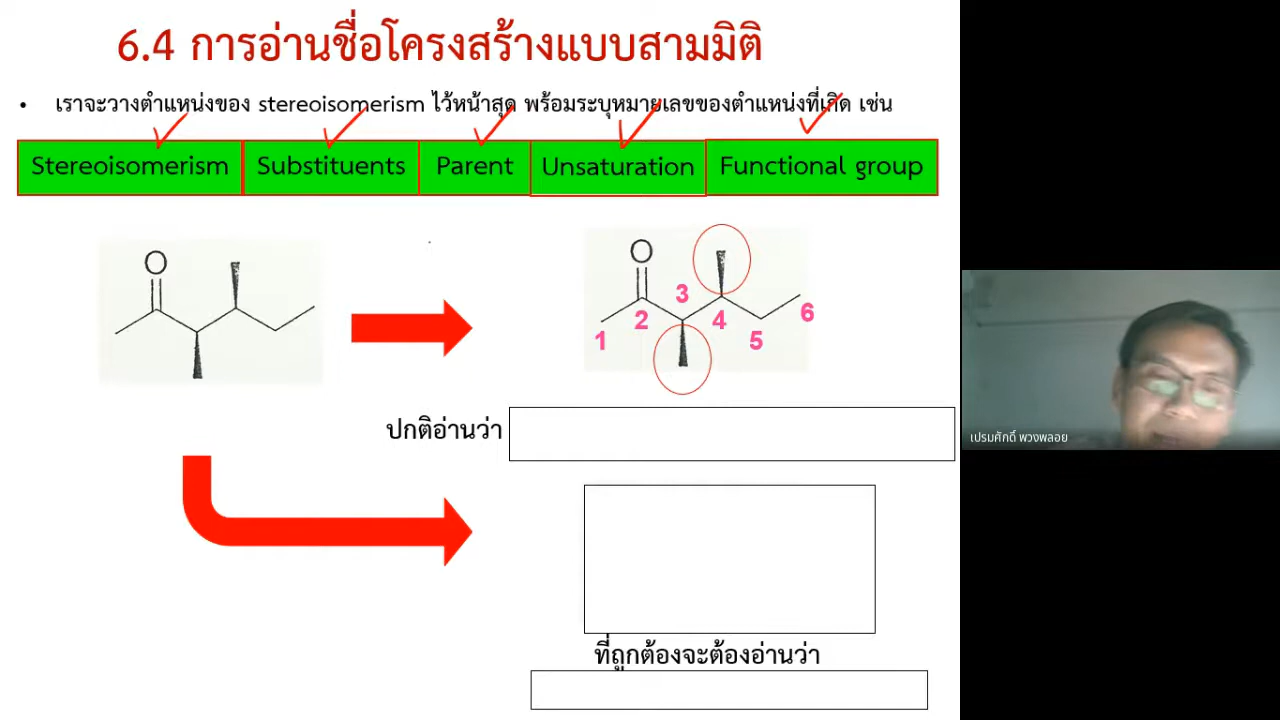 6.4 การอ่านชื่อโครงสร้างแบบสามมิติ
• เราจะวางตำแหน่งของ stereoisomerism ไว้หน้าสุด พร้อมระบุหมายเลขของตำแหน่งที่เกิด เช่น
Stereoisomerism Substituents Parent Unsaturation Functional group
O
O
1 2 3 4 5 6
ปกติอ่านว่า
ที่ถูกต้องจะต้องอ่านว่า
เปรมศักดิ์ พวงพลอย